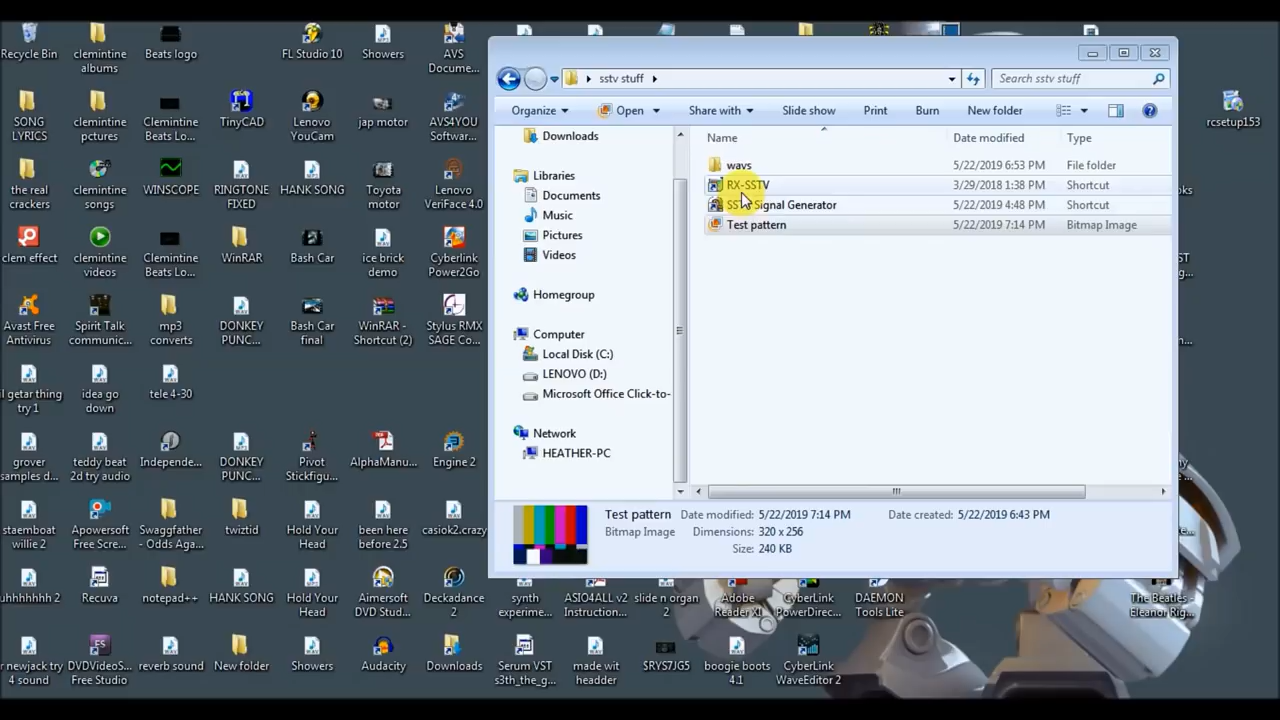 Recycle Bin
clemintine
albums
Beats logo
FL Studio 10
Showers
AVS
Docume...
SONG
LYRICS
clemintine
pictures
Clemintine
Beats Lo...
TinyCAD
Lenovo
YouCam
jap motor
AVS4YOU
Softwar...
the real
crackers
clemintine
songs
WINSCOPE
RINGTONE
FIXED
HANK SONG
Toyota
motor
Lenovo
VeriFace 4.0
clem effect
clemintine
videos
Clemintine
Beats Lo...
WinRAR
Bash Car
ice brick
demo
Cyberlink
Power2Go
Avast Free
Antivirus
Spirit Talk
communic...
mp3
converts
DONKEY
PUNC...
Bash Car
final
WinRAR -
Shortcut (2)
Stylus RMX
SAGE Co...
il getar thing
try 1
idea go
down
tele 4-30
grover
samples d...
teddy beat
2d try audio
Independe...
DONKEY
PUNC...
Pivot
Stickfigu...
AlphaManu...
Engine 2
staemboat
willie 2
Apowersoft
Free Scre...
Swaggfather
- Odds Aga...
twiztid
Hold Your
Head
been here
before 2.5
casiok2.crazy
uhhhhhhh 2
Recuva
notepad++
HANK SONG
Hold Your
Head
Aimersoft
DVD Stud...
Deckadance
2
synth
experime...
ASIO4ALL v2
Instruction...
slide n organ
2
Adobe
Reader XI
CyberLink
PowerDirec...
DAEMON
Tools Lite
The Beatles -
Eleanor Rig...
newjack try
4 sound
DVDVideoS...
Free Studio
reverb sound
New folder
Showers
Audacity
Downloads
Serum VST
s3th_the_g...
made wit
headder
$RYS7JG5
boogie boots
4.1
CyberLink
WaveEditor 2
rcsetup153
sstv stuff
Search sstv stuff
Organize
Open
Share with
Slide show
Print
Burn
New folder
Downloads
Libraries
Documents
Music
Pictures
Videos
Homegroup
Computer
Local Disk (C:)
LENOVO (D:)
Microsoft Office Click-to-
Network
HEATHER-PC
Name Date modified Type
wavs 5/22/2019 6:53 PM File folder
RX-SSTV 3/29/2018 1:38 PM Shortcut
SSTV Signal Generator 5/22/2019 4:48 PM Shortcut
Test pattern 5/22/2019 7:14 PM Bitmap Image
Test pattern Date modified: 5/22/2019 7:14 PM Date created: 5/22/2019 6:43 PM
Bitmap Image Dimensions: 320 x 256
Size: 240 KB